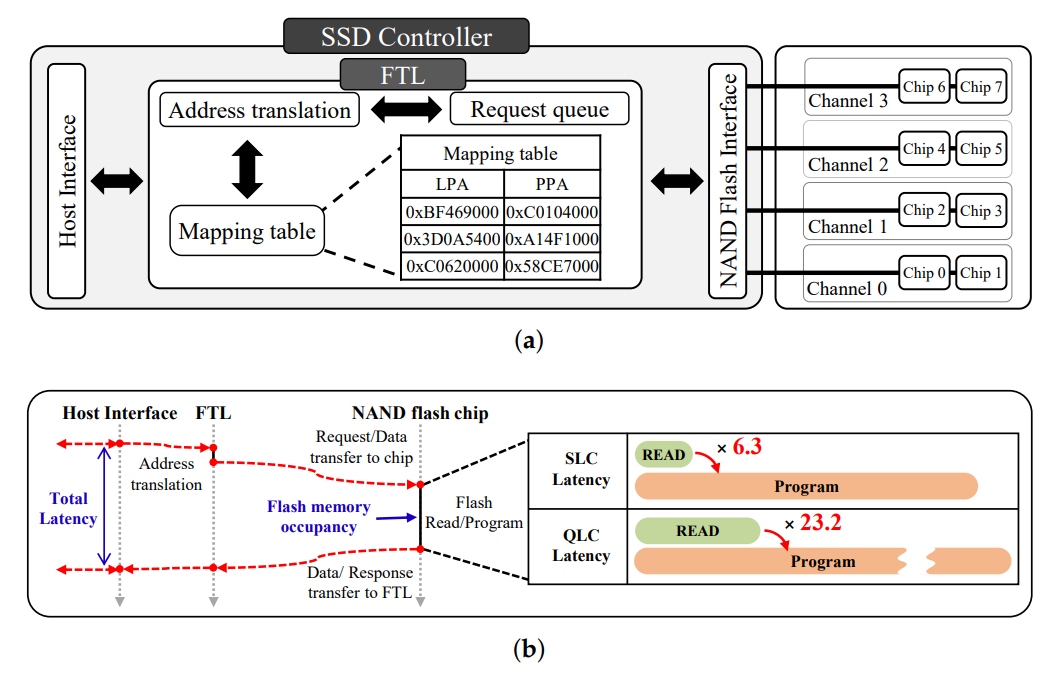 SSD Controller
FTL
Host Interface
Address translation
Request queue
Mapping table
Mapping table
LPA PPA
0xBF469000 0xC0104000
0x3D0A5400 0xA14F1000
0xC0620000 0x58CE7000
NAND Flash Interface
Channel 3 Chip 6 Chip 7
Channel 2 Chip 4 Chip 5
Channel 1 Chip 2 Chip 3
Channel 0 Chip 0 Chip 1
(a)
Host Interface FTL NAND flash chip
Address
translation
Request/Data
transfer to chip
Total
Latency
Flash memory
occupancy
Flash
Read/Program
Data/ Response
transfer to FTL
SLC
Latency
READ × 6.3
Program
QLC
Latency
READ × 23.2
Program
(b)